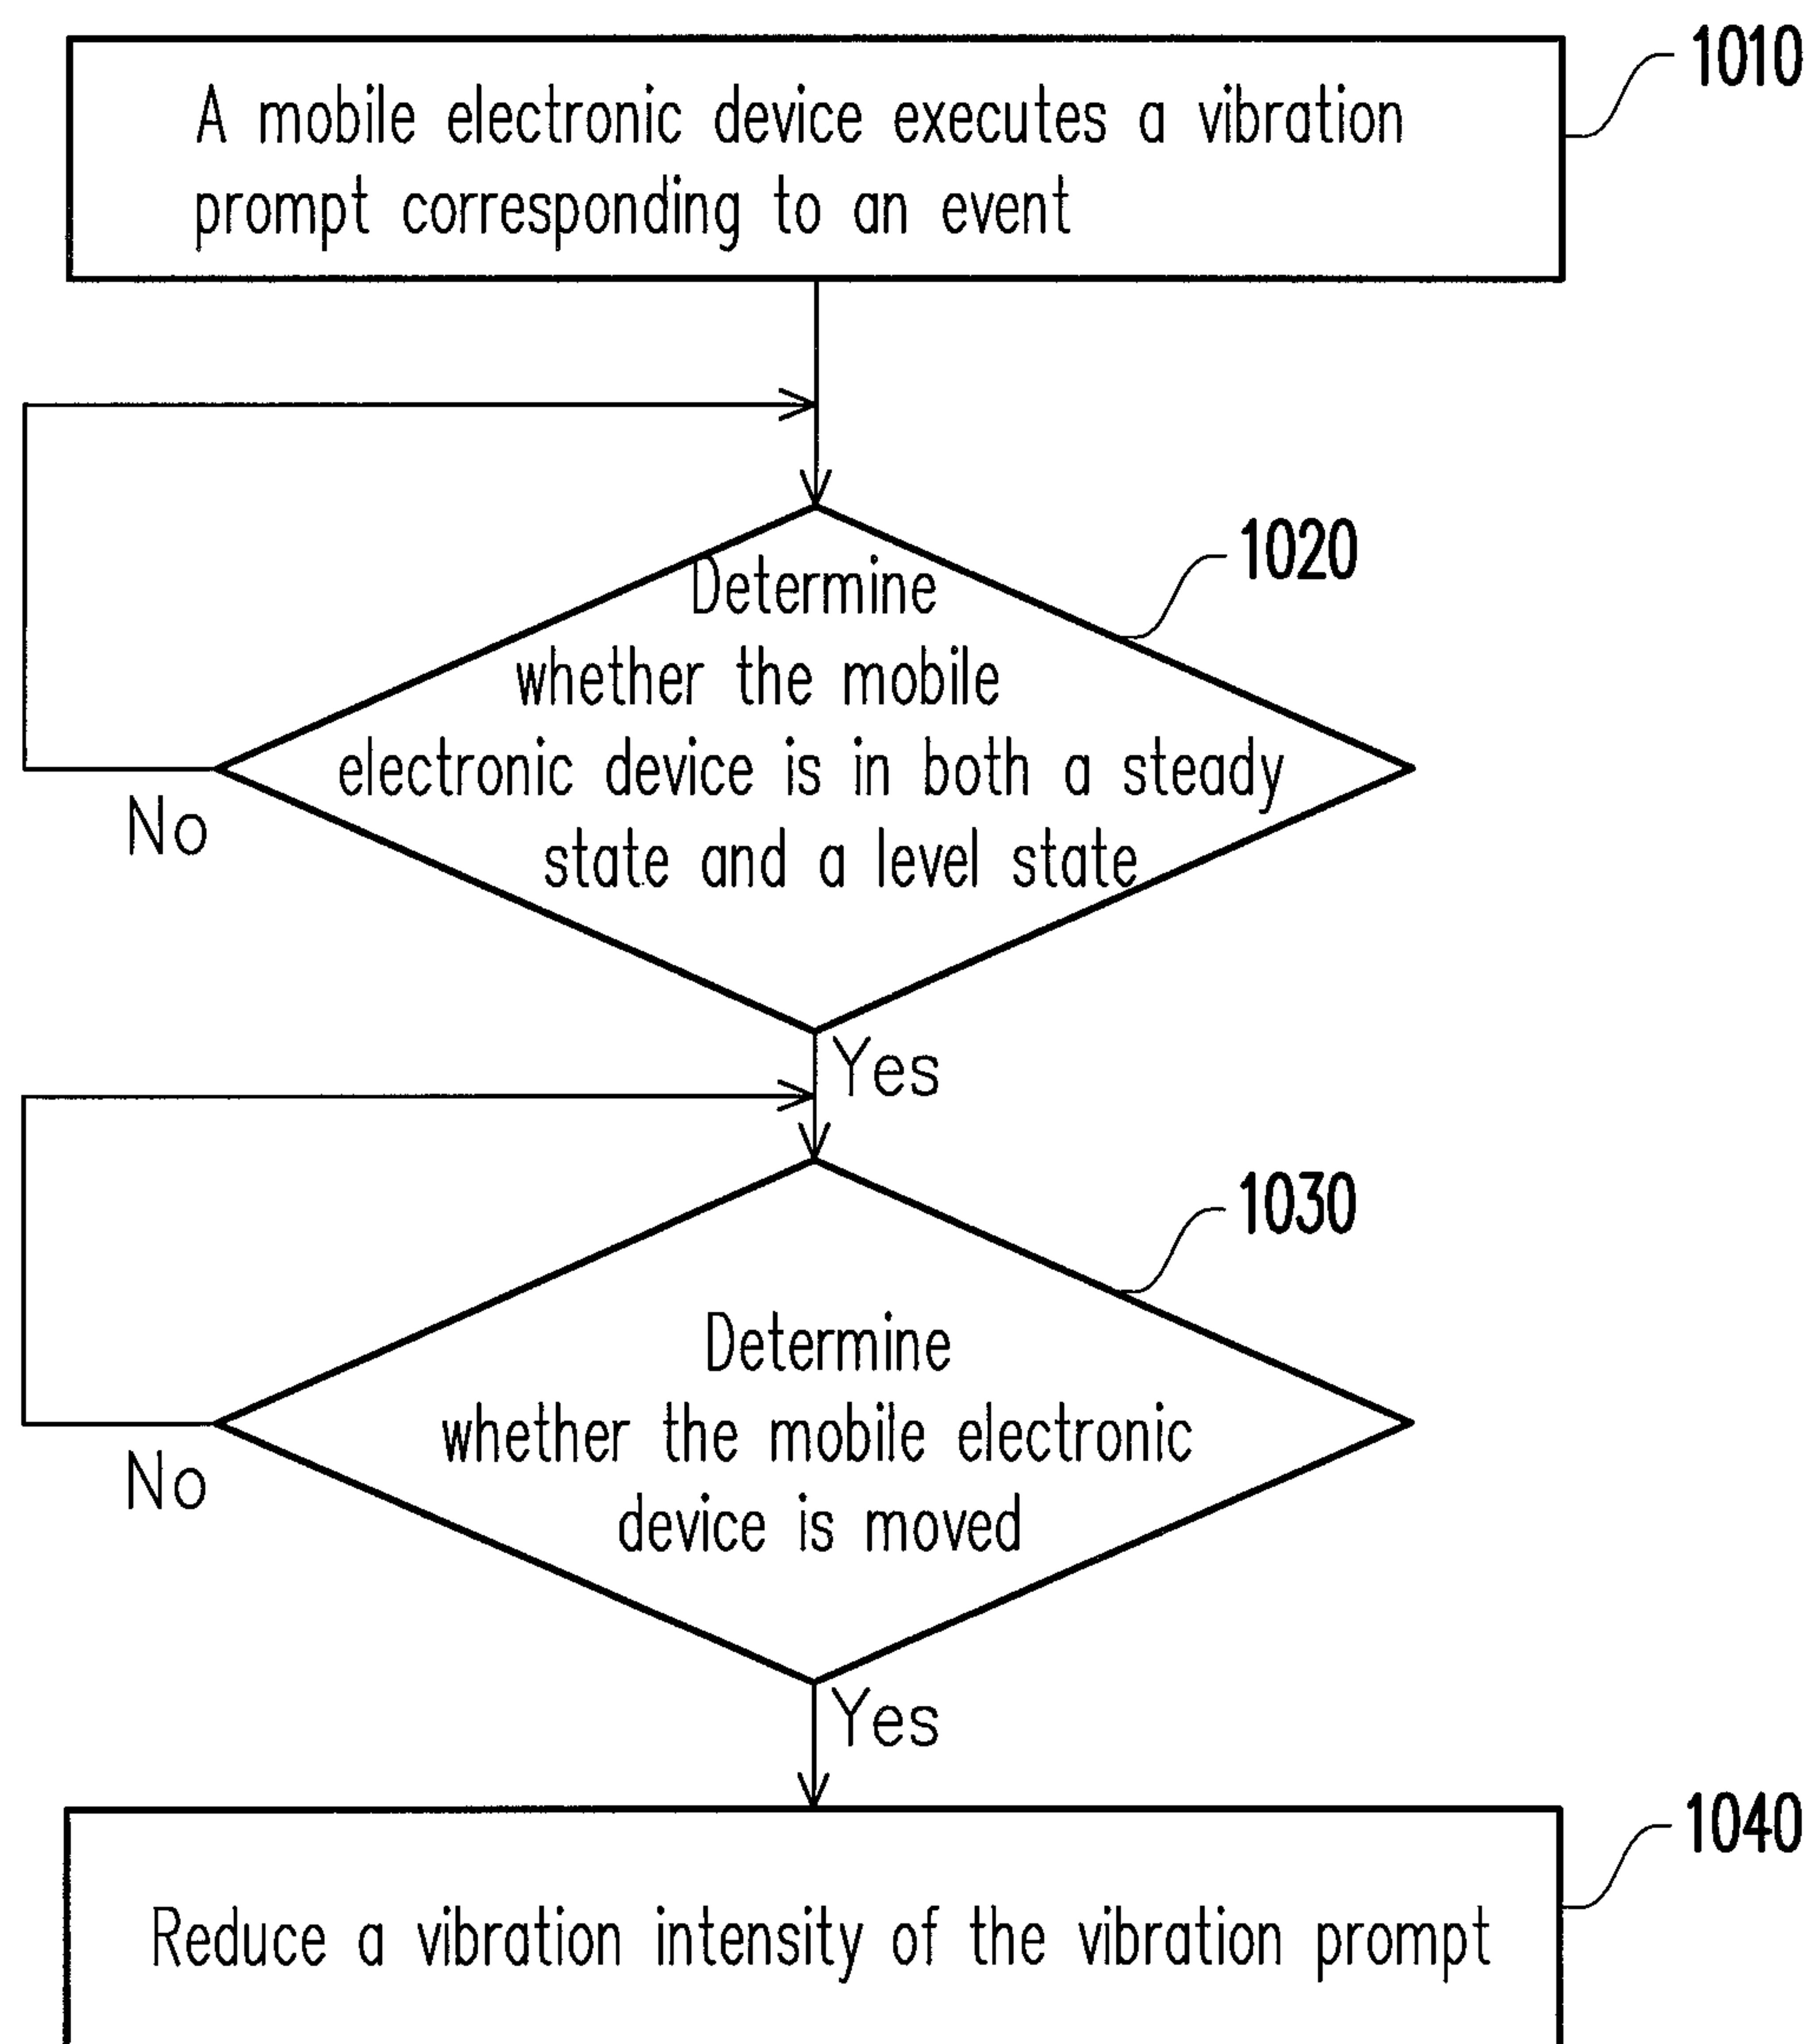 1010
A mobile electronic device executes a vibration
prompt corresponding to an event
1020
Determine
whether the mobile
electronic device is in both a steady
state and a level state
No
Yes
1030
Determine
whether the mobile electronic
device is moved
No
Yes
1040
Reduce a vibration intensity of the vibration prompt